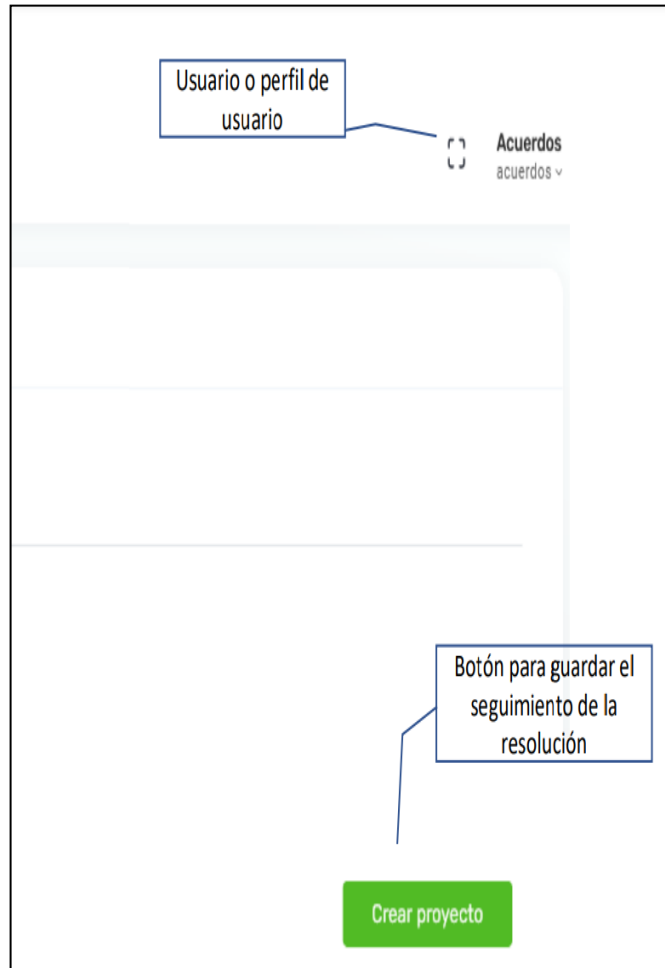 Usuario o perfil de
usuario
Acuerdos
acuerdos
Botón para guardar el
seguimiento de la
resolución
Crear proyecto